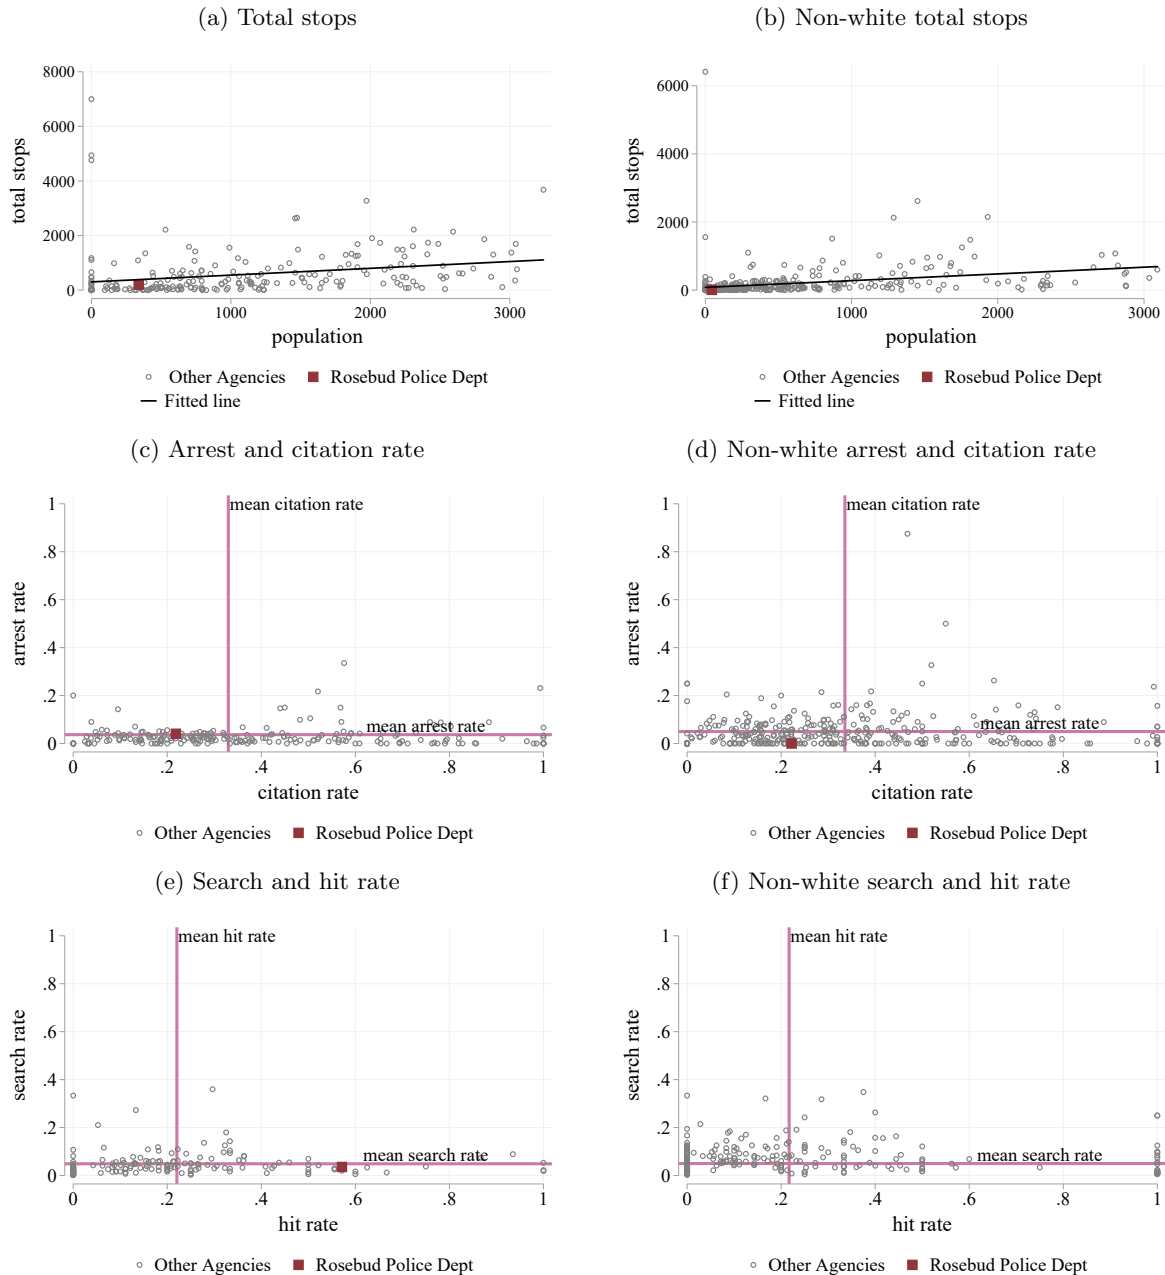 (a) Total stops
8000
6000
4000
2000
0
total stops
0 1000 2000 3000
population
Other Agencies Rosebud Police Dept
Fitted line
(b) Non-white total stops
6000
4000
2000
0
total stops
0 1000 2000 3000
population
Other Agencies Rosebud Police Dept
Fitted line
(c) Arrest and citation rate
mean citation rate
1
.8
.6
.4
.2
0
arrest rate
mean arrest rate
0 .2 .4 .6 .8 1
citation rate
Other Agencies Rosebud Police Dept
(d) Non-white arrest and citation rate
mean citation rate
1
.8
.6
.4
.2
0
arrest rate
mean arrest rate
0 .2 .4 .6 .8 1
citation rate
Other Agencies Rosebud Police Dept
(e) Search and hit rate
mean hit rate
1
.8
.6
.4
.2
0
search rate
mean search rate
0 .2 .4 .6 .8 1
hit rate
Other Agencies Rosebud Police Dept
(f) Non-white search and hit rate
mean hit rate
1
.8
.6
.4
.2
0
search rate
mean search rate
0 .2 .4 .6 .8 1
hit rate
Other Agencies Rosebud Police Dept